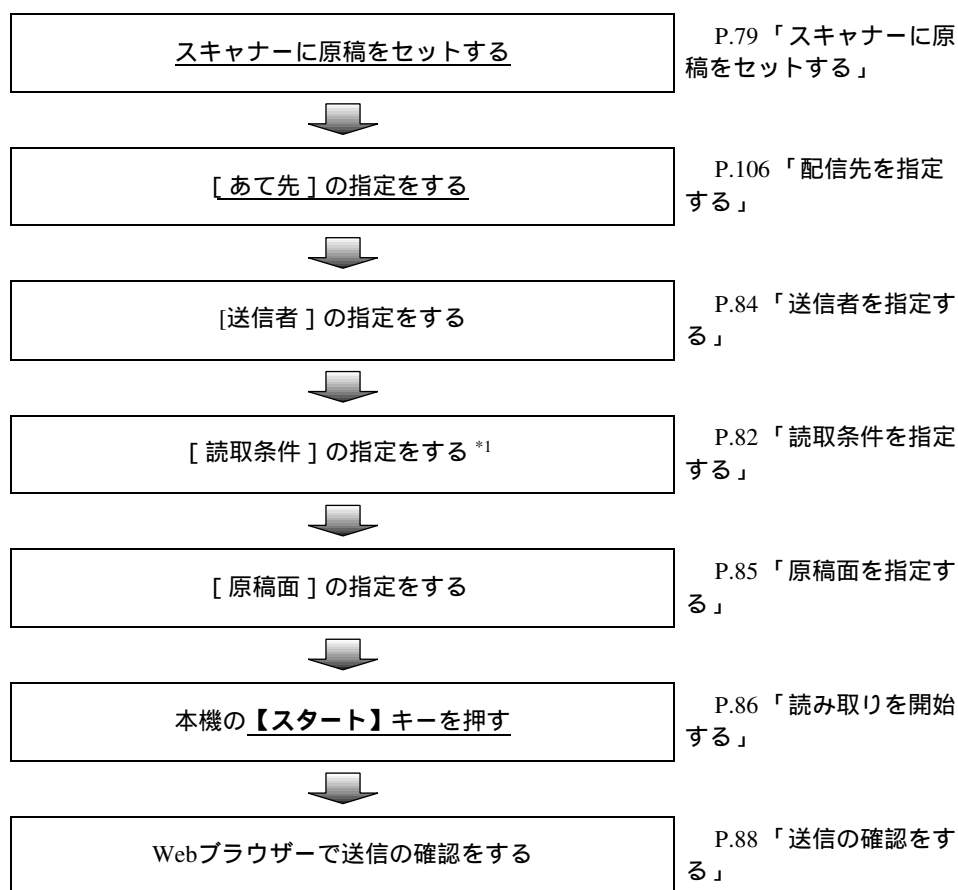 スキャナーに原稿をセットする
P.79「スキャナーに原
稿をセットする」
［あて先］の指定をする
P.106「配信先を指定
する」
[送信者］の指定をする
P.84「送信者を指定す
る」
［読取条件］の指定をする *1
P.82「読取条件を指定
する」
［原稿面］の指定をする
P.85「原稿面を指定す
る」
本機の【スタート】キーを押す
P.86「読み取りを開始
する」
Webブラウザーで送信の確認をする
P.88「送信の確認をす
る」